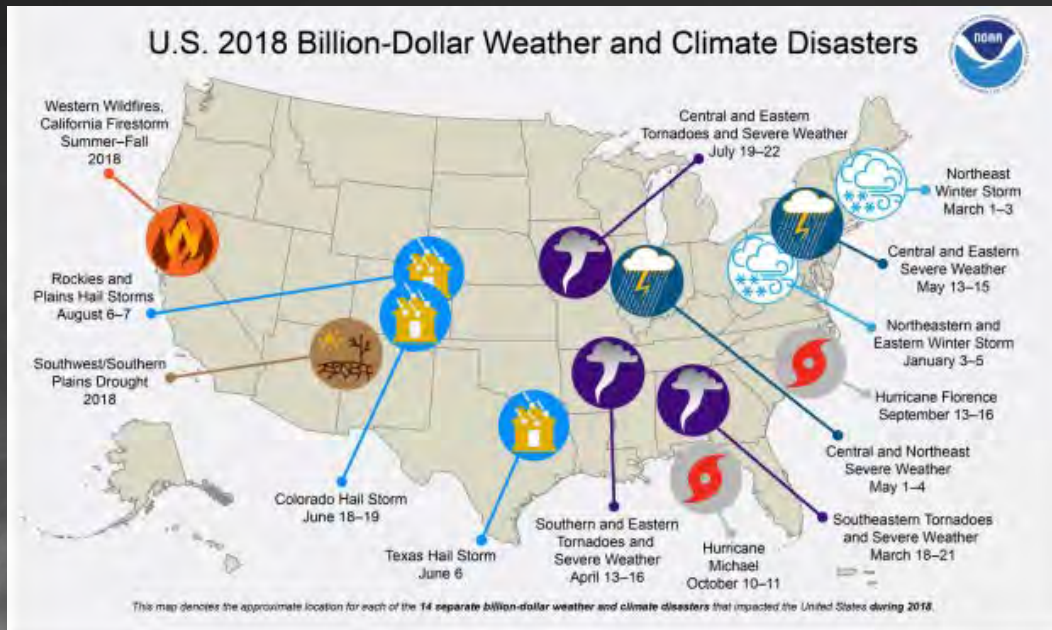 U.S. 2018 Billion-Dollar Weather and Climate Disasters
NOAA
Western Wildfires,
California Firestorm
Summer–Fall
2018
Central and Eastern
Tornadoes and Severe Weather
July 19–22
Northeast
Winter Storm
March 1–3
Rockies and
Plains Hail Storms
August 6–7
Central and Eastern
Severe Weather
May 13–15
Southwest/Southern
Plains Drought
2018
Northeastern and
Eastern Winter Storm
January 3–5
Hurricane Florence
September 13–16
Colorado Hail Storm
June 18–19
Central and Northeast
Severe Weather
May 1–4
Texas Hail Storm
June 6
Southern and Eastern
Tornadoes and
Severe Weather
April 13–16
Hurricane
Michael
October 10–11
Southeastern Tornadoes
and Severe Weather
March 18–21
This map denotes the approximate location for each of the 14 separate billion-dollar weather and climate disasters that impacted the United States during 2018.